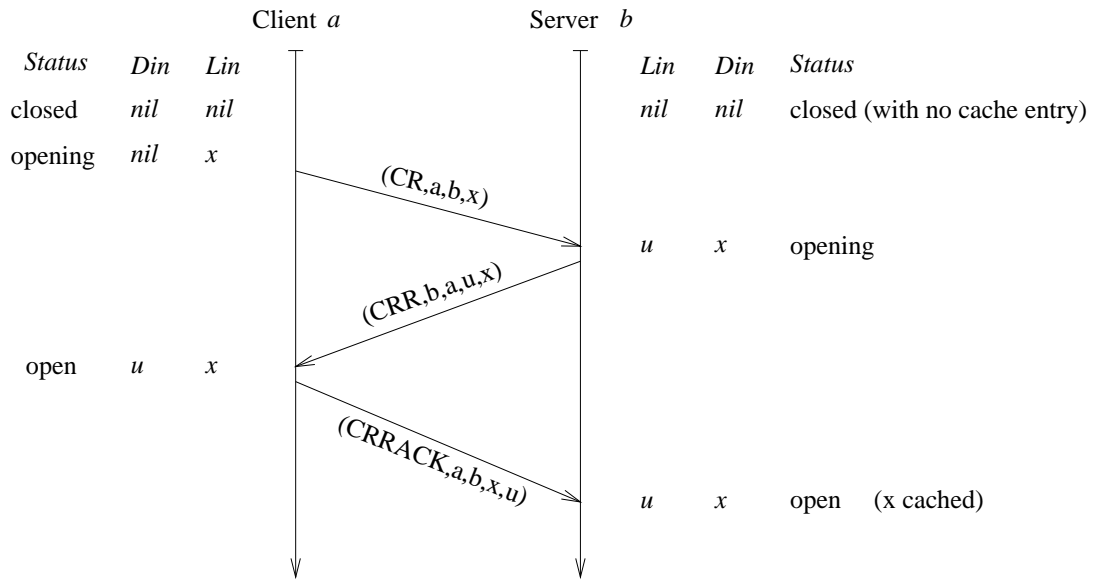 Client a Server b
Status Din Lin Lin Din Status
closed nil nil nil nil closed (with no cache entry)
opening nil x
(CR,a,b,x)
u x opening
(CRR,b,a,u,x)
open u x
(CRRACK,a,b,x,u)
u x open (x cached)